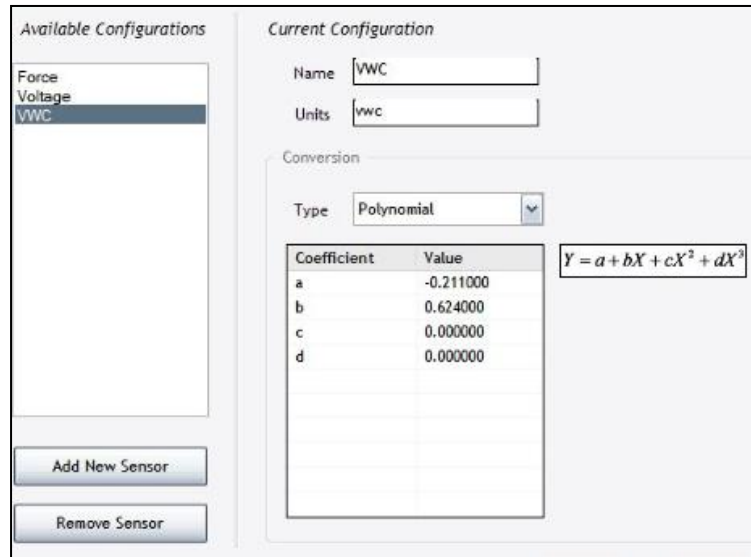 Available Configurations
Force
Voltage
VWC
Add New Sensor
Remove Sensor
Current Configuration
Name VWC
Units vwc
Conversion
Type Polynomial
Coefficient Value
a -0.211000
b 0.624000
c 0.000000
d 0.000000
Y = a + bX + cX² + dX³